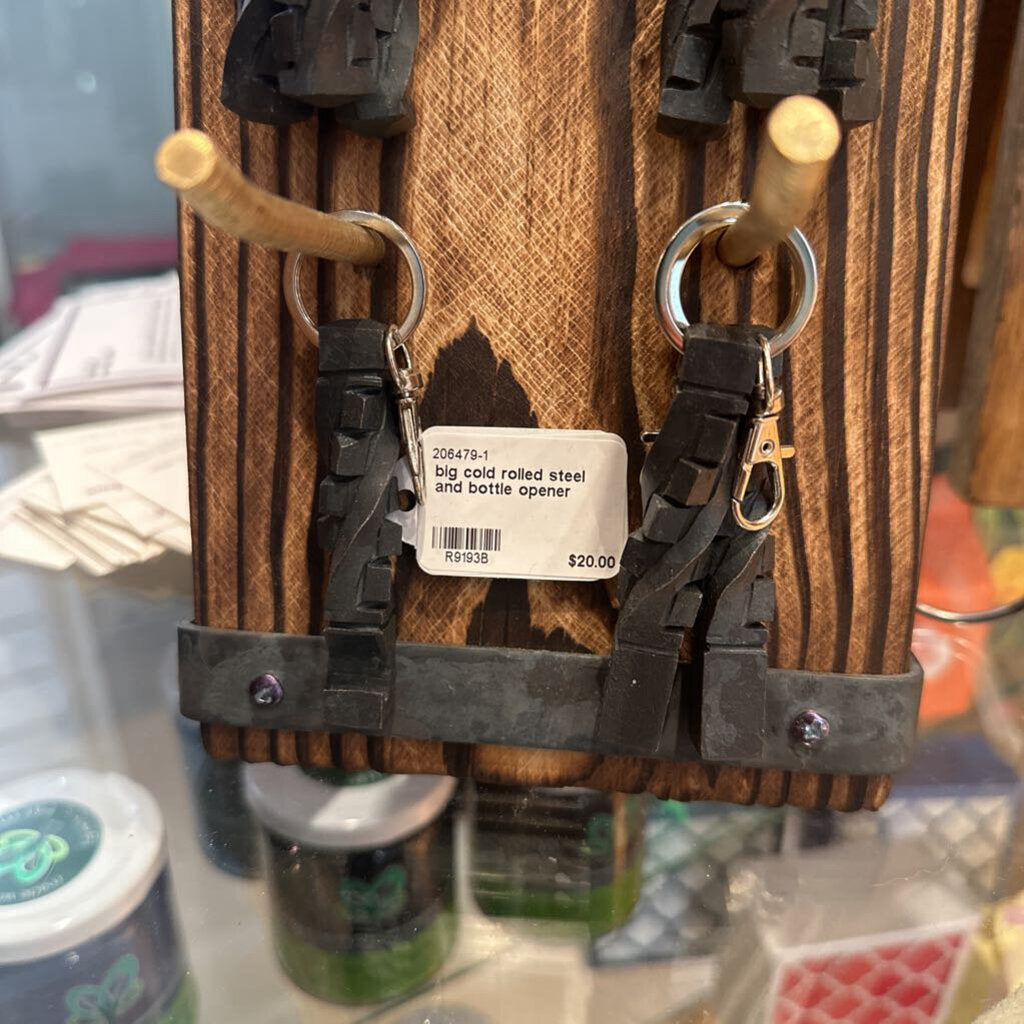 206479-1
big cold rolled steel
and bottle opener
R9193B
$20.00